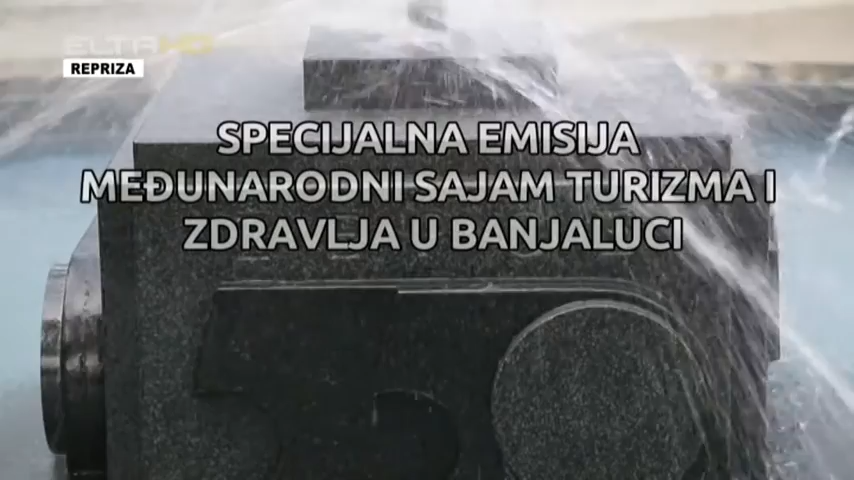 ELTA HD
REPRIZA
SPECIJALNA EMISIJA
MEĐUNARODNI SAJAM TURIZMA I
ZDRAVLJA U BANJALUCI